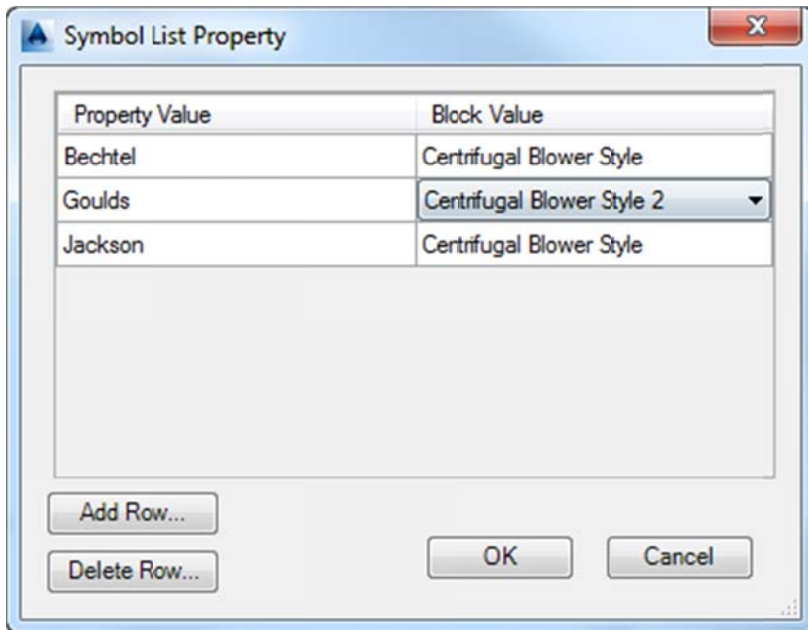 Symbol List Property
Property Value Block Value
Bechtel Certrifugal Blower Style
Goulds Centrifugal Blower Style 2
Jackson Certrifugal Blower Style
Add Row...
Delete Row...
OK Cancel